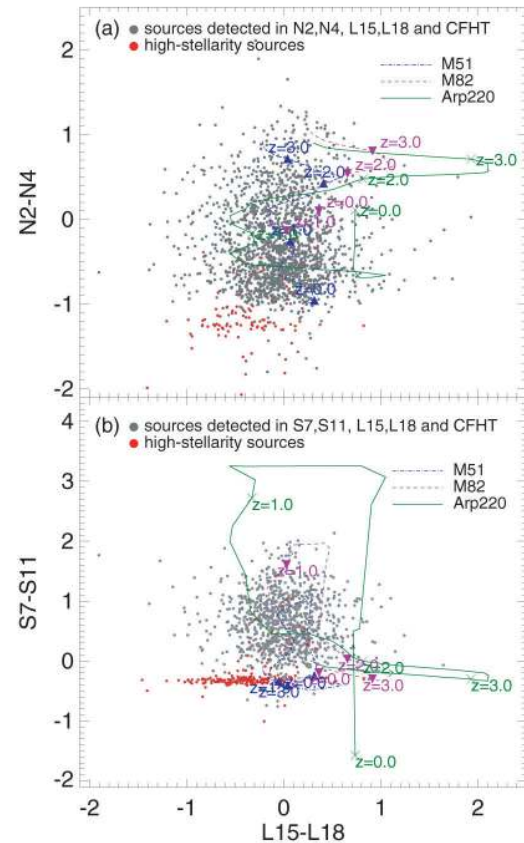 (a)
sources detected in N2,N4, L15,L18 and CFHT
high-stellarity sources
M51
M82
Arp220
z=3.0
z=3.0
z=3.0
z=2.0
z=2.0
z=2.0
z=0.0
z=0.0
z=0.0
N2-N4
2
1
0
-1
-2
(b)
sources detected in S7,S11, L15,L18 and CFHT
high-stellarity sources
M51
M82
Arp220
z=1.0
z=1.0
z=2.0
z=3.0
z=3.0
z=3.0
z=0.0
S7-S11
4
3
2
1
0
-1
-2
-2
-1
0
1
2
L15-L18